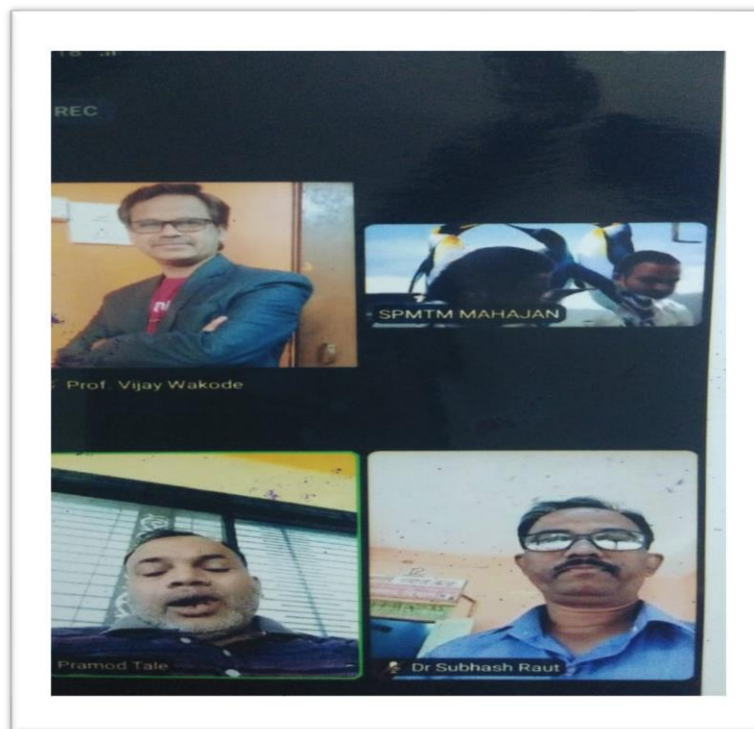 REC
SPMTM MAHAJAN
Prof. Vijay Wakode
Pramod Tale
Dr Subhash Raut